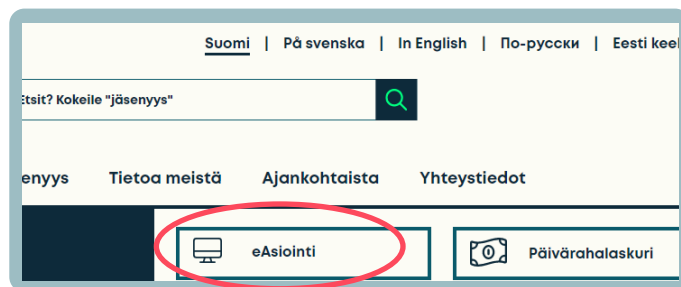 Suomi | På svenska | In English | По-русски | Eesti keel
Etsit? Kokeile "jäsenyys"
enyys Tietoa meistä Ajankohtaista Yhteystiedot
eAsiointi Päivärahalaskuri